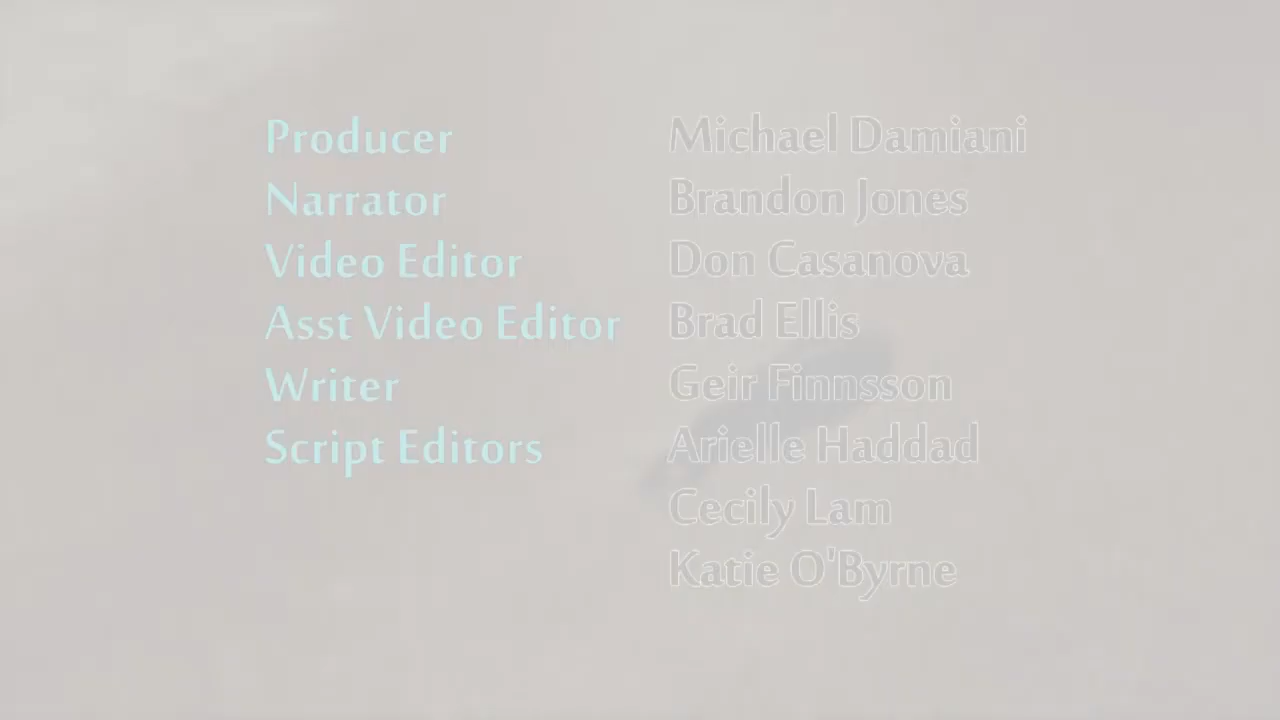 Producer Michael Damiani
Narrator Brandon Jones
Video Editor Don Casanova
Asst Video Editor Brad Ellis
Writer Geir Finnsson
Script Editors Arielle Haddad
Cecily Lam
Katie O'Byrne